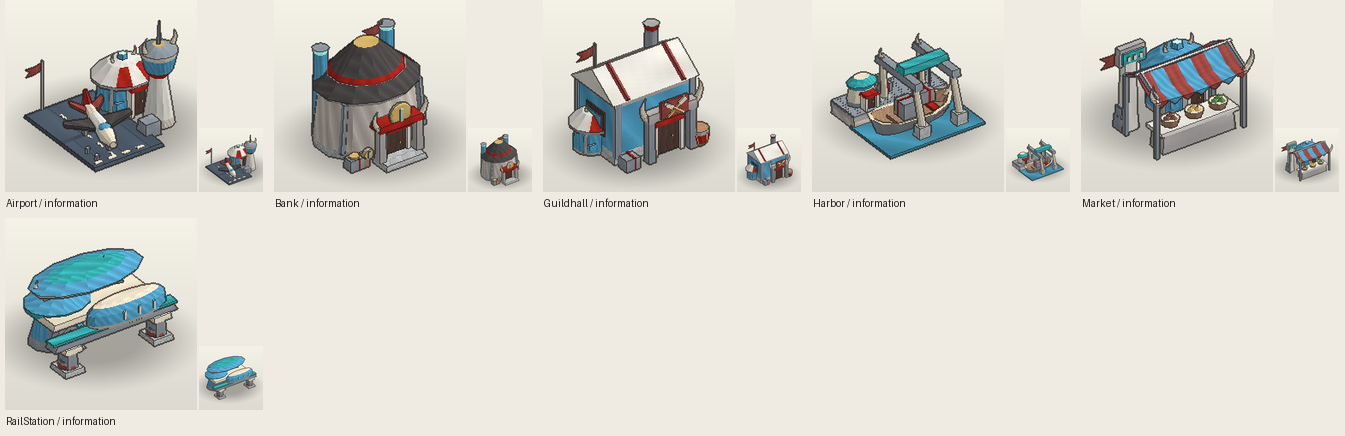 Airport / information
Bank / information
Guildhall / information
Harbor / information
Market / information
RailStation / information